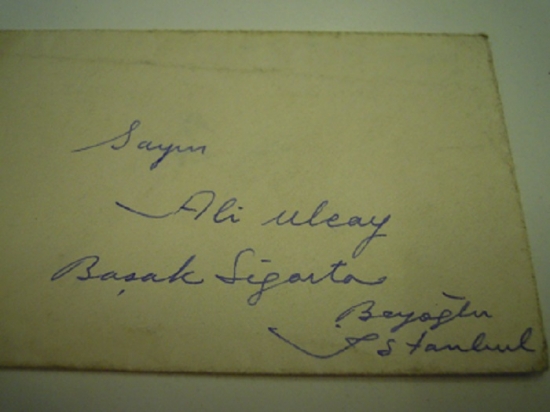 Sayın
Ali Ulcay
Başak Sigorta
Beyoğlu
İstanbul